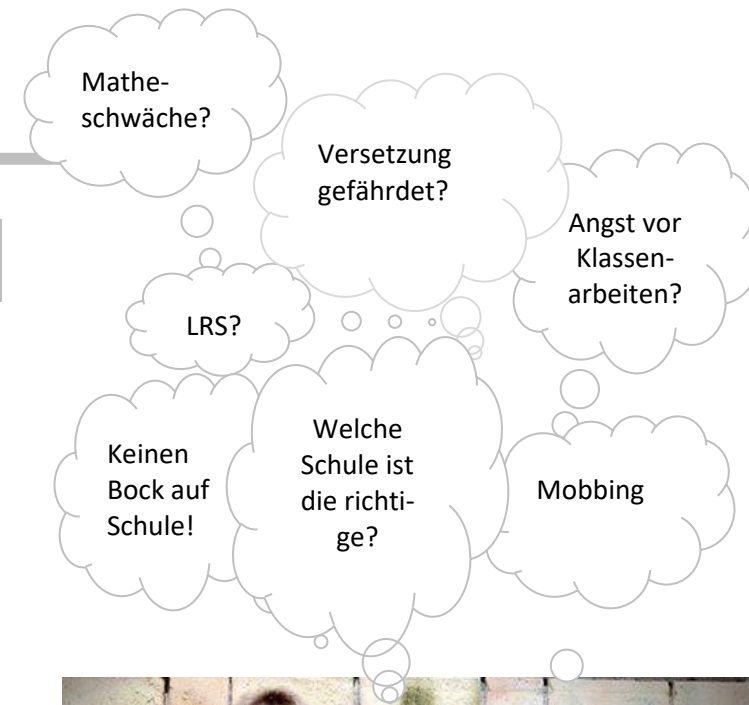 Mathe-
schwäche?
Versetzung
gefährdet?
Angst vor
Klassen-
arbeiten?
LRS?
Keinen
Bock auf
Schule!
Welche
Schule ist
die richti-
ge?
Mobbing